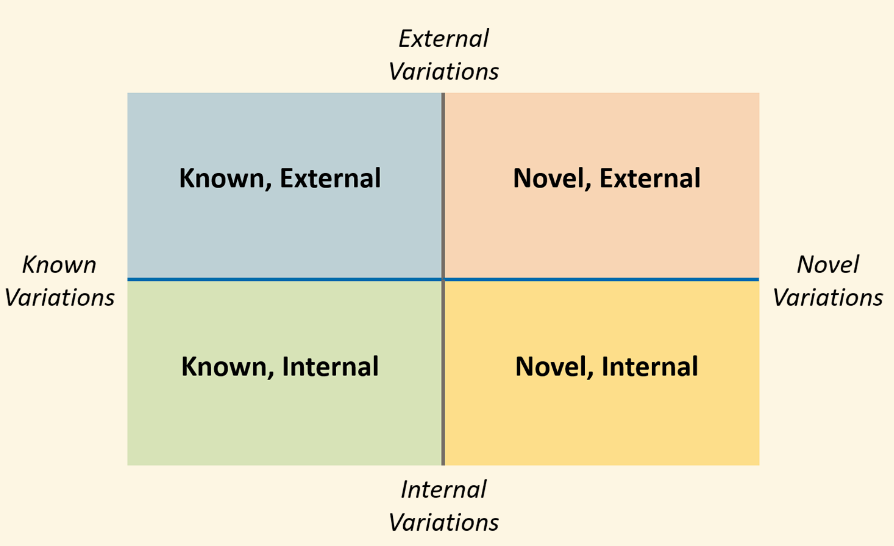 External
Variations
Known, External
Novel, External
Known
Variations
Novel
Variations
Known, Internal
Novel, Internal
Internal
Variations